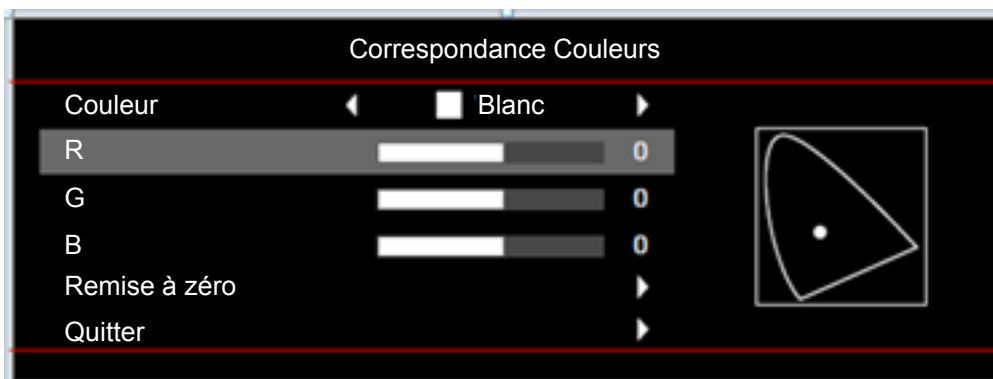 Correspondance Couleurs
Couleur Blanc
R 0
G 0
B 0
Remise à zéro
Quitter